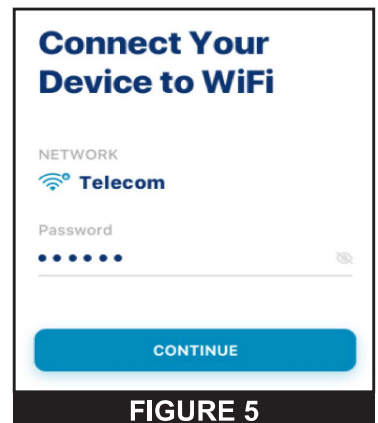 Connect Your
Device to WiFi
NETWORK
Telecom
Password
••••••
CONTINUE
FIGURE 5